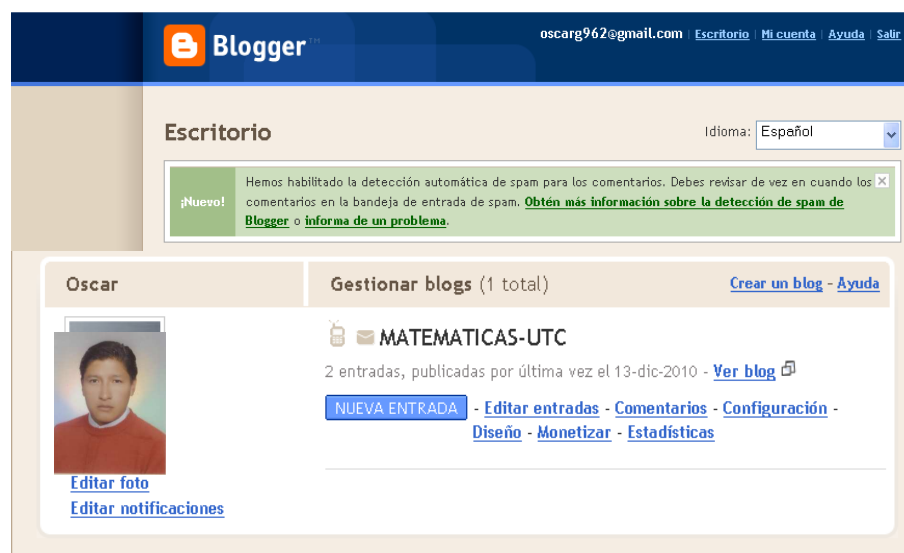 Blogger™
oscarg962@gmail.com | Escritorio | Mi cuenta | Ayuda | Salir
Escritorio
Idioma: Español
¡Nuevo!
Hemos habilitado la detección automática de spam para los comentarios. Debes revisar de vez en cuando los
comentarios en la bandeja de entrada de spam. Obtén más información sobre la detección de spam de
Blogger o informa de un problema.
Oscar
Gestionar blogs (1 total)
Crear un blog - Ayuda
MATEMATICAS-UTC
2 entradas, publicadas por última vez el 13-dic-2010 - Ver blog
NUEVA ENTRADA - Editar entradas - Comentarios - Configuración -
Diseño - Monetizar - Estadísticas
Editar foto
Editar notificaciones